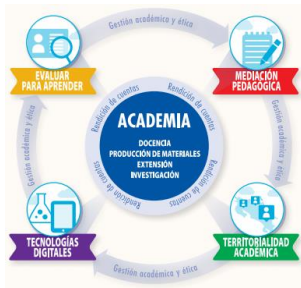 Gestión académica y ética
EVALUAR
PARA APRENDER
MEDIACIÓN
PEDAGÓGICA
Rendición de cuentas
Rendición de cuentas
ACADEMIA
DOCENCIA
PRODUCCIÓN DE MATERIALES
EXTENSIÓN
INVESTIGACIÓN
Gestión académica y ética
Gestión académica y ética
Rendición de cuentas
Rendición de cuentas
TECNOLOGÍAS
DIGITALES
TERRITORIALIDAD
ACADÉMICA
Gestión académica y ética